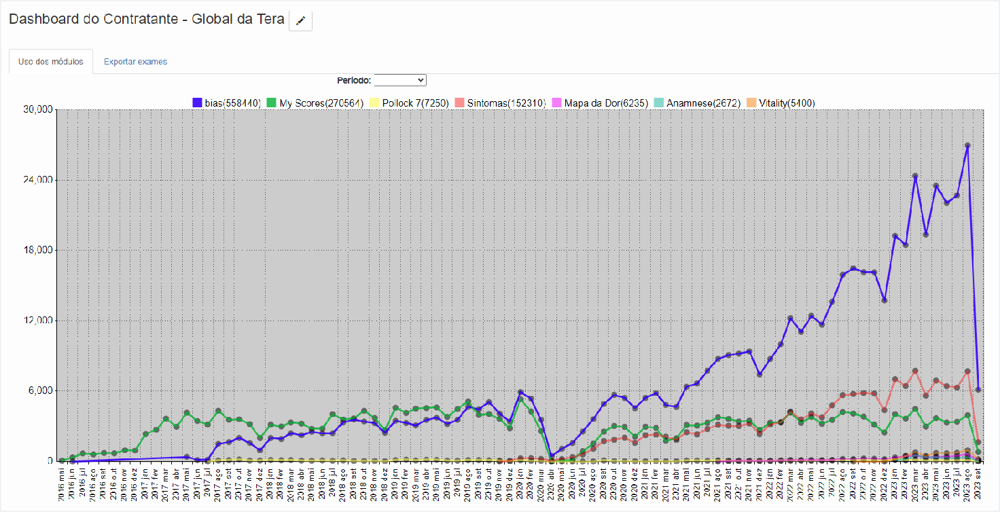 Dashboard do Contratante - Global da Tera
Uso dos módulos Exportar exames
Período:
bias(558440) My Scores(270564) Pollock 7(7250) Sintomas(152310) Mapa da Dor(6235) Anamnese(2672) Vitality(5400)
30,000
24,000
18,000
12,000
6,000
0
2016 mai
2016 jun
2016 jul
2016 ago
2016 set
2016 out
2016 nov
2016 dez
2017 jan
2017 fev
2017 mar
2017 abr
2017 mai
2017 jun
2017 jul
2017 ago
2017 set
2017 out
2017 nov
2017 dez
2018 jan
2018 fev
2018 mar
2018 abr
2018 mai
2018 jun
2018 jul
2018 ago
2018 set
2018 out
2018 nov
2018 dez
2019 jan
2019 fev
2019 mar
2019 abr
2019 mai
2019 jun
2019 jul
2019 ago
2019 set
2019 out
2019 nov
2019 dez
2020 jan
2020 fev
2020 mar
2020 abr
2020 mai
2020 jun
2020 jul
2020 ago
2020 set
2020 out
2020 nov
2020 dez
2021 jan
2021 fev
2021 mar
2021 abr
2021 mai
2021 jun
2021 jul
2021 ago
2021 set
2021 out
2021 nov
2021 dez
2022 jan
2022 fev
2022 mar
2022 abr
2022 mai
2022 jun
2022 jul
2022 ago
2022 set
2022 out
2022 nov
2022 dez
2023 jan
2023 fev
2023 mar
2023 abr
2023 mai
2023 jun
2023 jul
2023 ago
2023 set